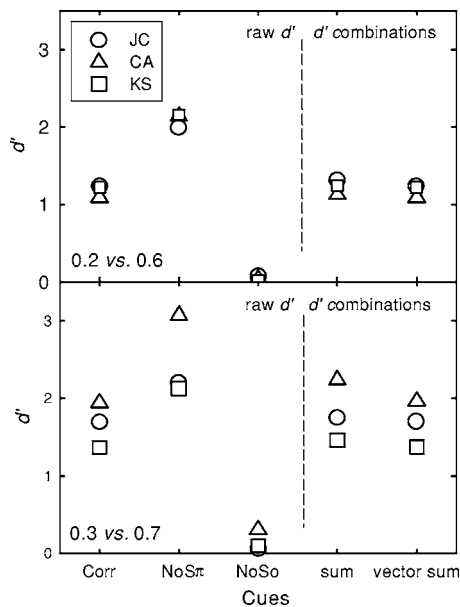 raw d' d' combinations
JC
CA
KS
3
2
1
0
d'
0.2 vs. 0.6
raw d' d' combinations
3
2
1
0
d'
0.3 vs. 0.7
Corr NoSπ NoSo sum vector sum
Cues